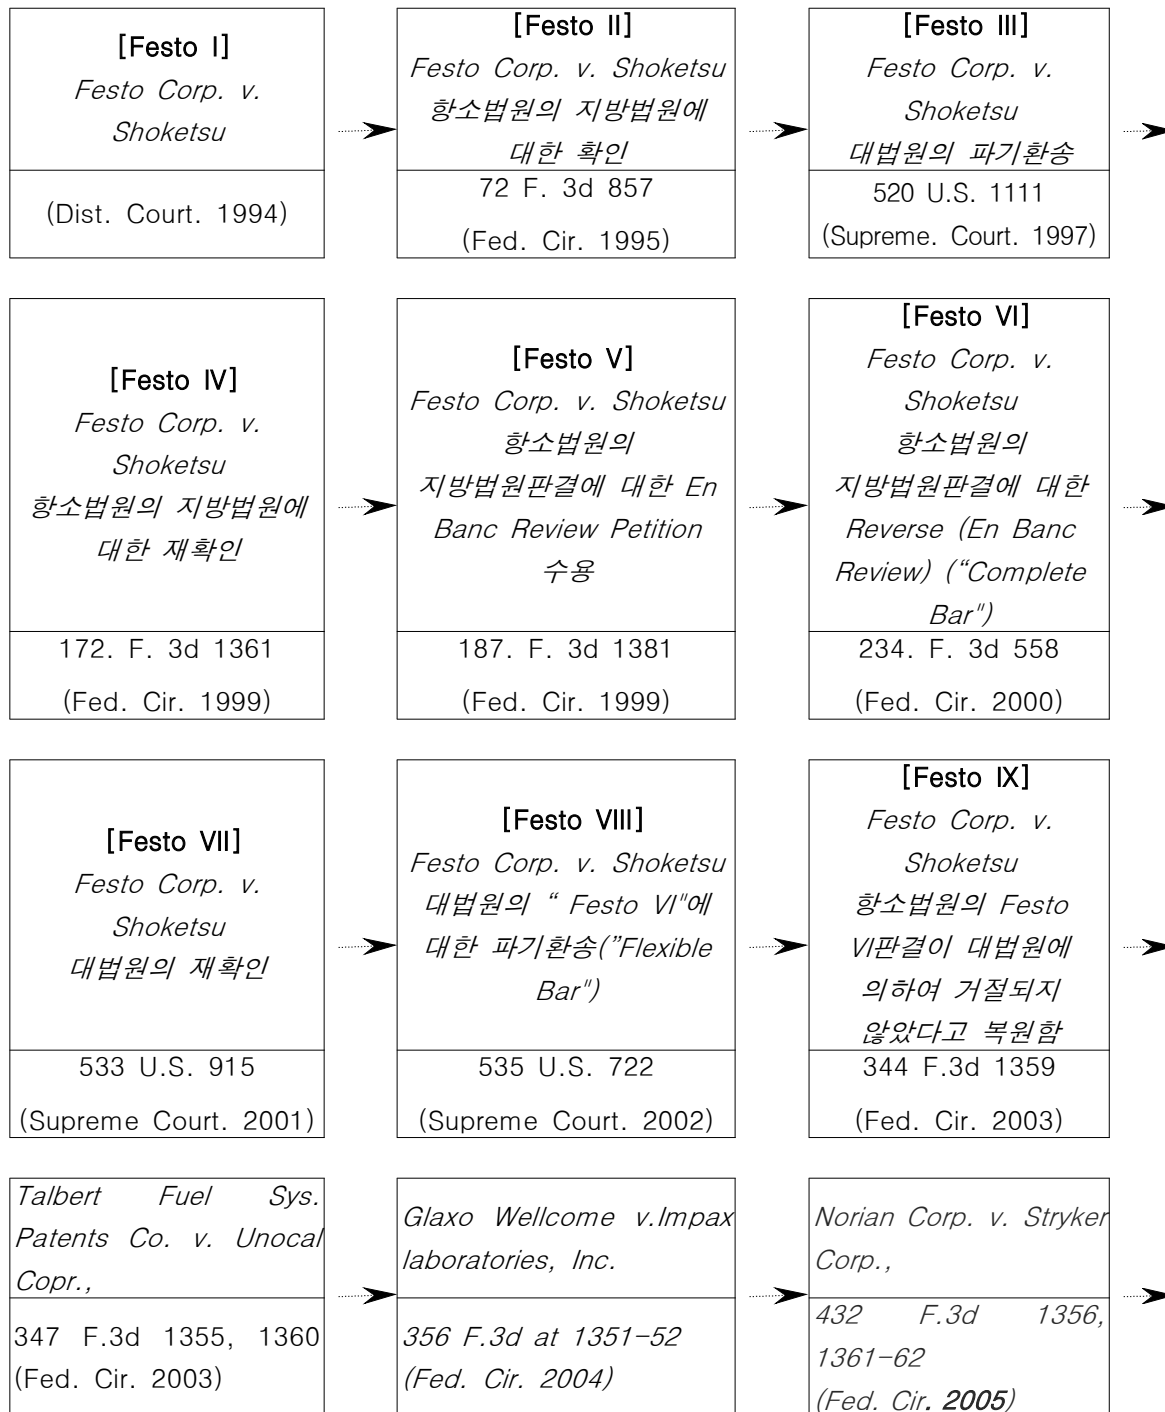 [Festo I]
Festo Corp. v.
Shoketsu
(Dist. Court. 1994)
[Festo II]
Festo Corp. v. Shoketsu
항소법원의 지방법원에
대한 확인
72 F. 3d 857
(Fed. Cir. 1995)
[Festo III]
Festo Corp. v.
Shoketsu
대법원의 파기환송
520 U.S. 1111
(Supreme. Court. 1997)
[Festo IV]
Festo Corp. v.
Shoketsu
항소법원의 지방법원에
대한 재확인
172. F. 3d 1361
(Fed. Cir. 1999)
[Festo V]
Festo Corp. v. Shoketsu
항소법원의
지방법원판결에 대한 En
Banc Review Petition
수용
187. F. 3d 1381
(Fed. Cir. 1999)
[Festo VI]
Festo Corp. v.
Shoketsu
항소법원의
지방법원판결에 대한
Reverse (En Banc
Review) (“Complete
Bar")
234. F. 3d 558
(Fed. Cir. 2000)
[Festo VII]
Festo Corp. v.
Shoketsu
대법원의 재확인
533 U.S. 915
(Supreme Court. 2001)
[Festo VIII]
Festo Corp. v. Shoketsu
대법원의 “ Festo VI"에
대한 파기환송("Flexible
Bar")
535 U.S. 722
(Supreme Court. 2002)
[Festo IX]
Festo Corp. v.
Shoketsu
항소법원의 Festo
VI판결이 대법원에
의하여 거절되지
않았다고 복원함
344 F.3d 1359
(Fed. Cir. 2003)
Talbert Fuel Sys.
Patents Co. v. Unocal
Copr.,
347 F.3d 1355, 1360
(Fed. Cir. 2003)
Glaxo Wellcome v.Impax
laboratories, Inc.
356 F.3d at 1351-52
(Fed. Cir. 2004)
Norian Corp. v. Stryker
Corp.,
432 F.3d 1356,
1361-62
(Fed. Cir. 2005)